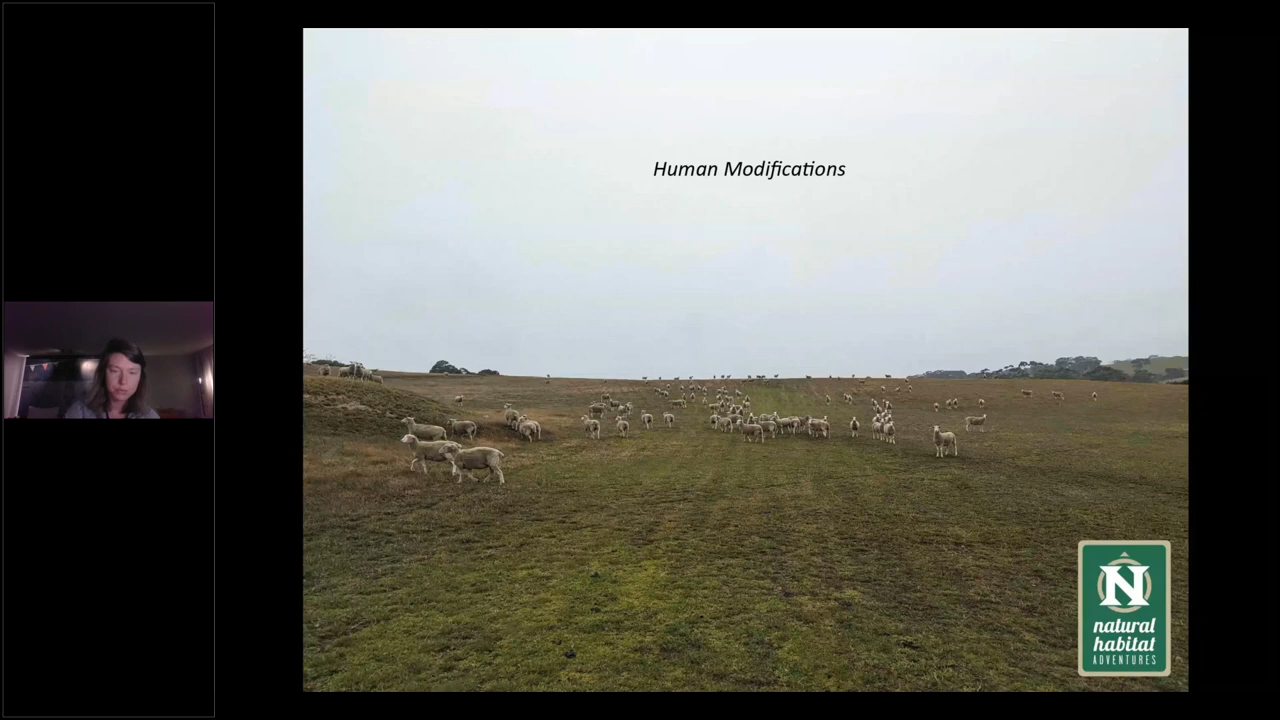 Human Modifications
N
natural
habitat
ADVENTURES